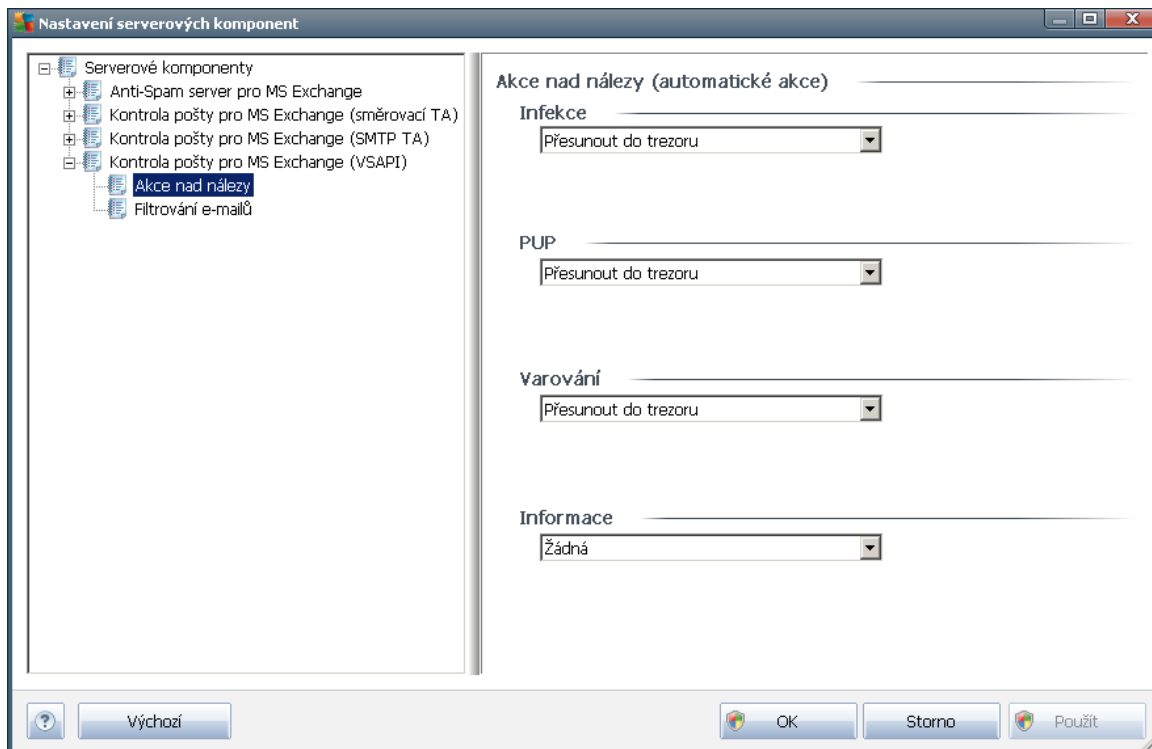 Nastavení serverových komponent
Serverové komponenty
Anti-Spam server pro MS Exchange
Kontrola pošty pro MS Exchange (směrovací TA)
Kontrola pošty pro MS Exchange (SMTP TA)
Kontrola pošty pro MS Exchange (VSAPI)
Akce nad nálezy
Filtrování e-mailů
Akce nad nálezy (automatické akce)
Infekce
Přesunout do trezoru
PUP
Přesunout do trezoru
Varování
Přesunout do trezoru
Informace
Žádná
?
Výchozí
OK
Storno
Použít